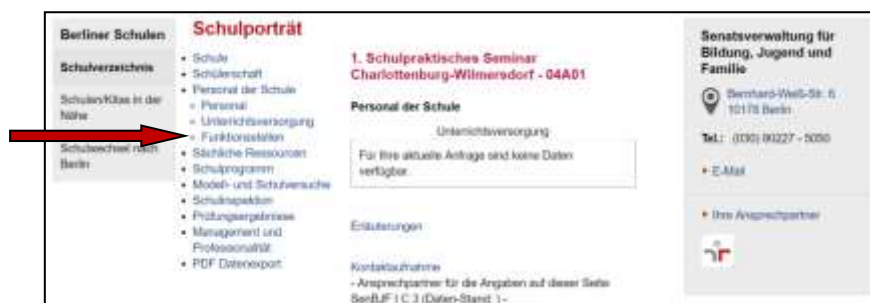 Berliner Schulen
Schulverzeichnis
Schulen/Kitas in der
Nähe
Schulwechsel nach
Berlin
Schulporträt
Schule
Schülerschaft
Personal der Schule
Personal
Unterrichtsversorgung
Funktionsstellen
Sächliche Ressourcen
Schulprogramm
Modell- und Schulversuche
Schulinspektion
Prüfungsergebnisse
Management und
Professionalität
PDF Datenexport
1. Schulpraktisches Seminar
Charlottenburg-Wilmersdorf - 04A01
Personal der Schule
Unterrichtsversorgung
Für Ihre aktuelle Anfrage sind keine Daten
verfügbar.
Erläuterungen
Kontaktaufnahme
- Ansprechpartner für die Angaben auf dieser Seite:
SenBJF I C 3 (Daten-Stand: ) -
Senatsverwaltung für
Bildung, Jugend und
Familie
Bernhard-Weiß-Str. 6
10178 Berlin
Tel.: (030) 90227 - 5050
E-Mail
Ihre Ansprechpartner